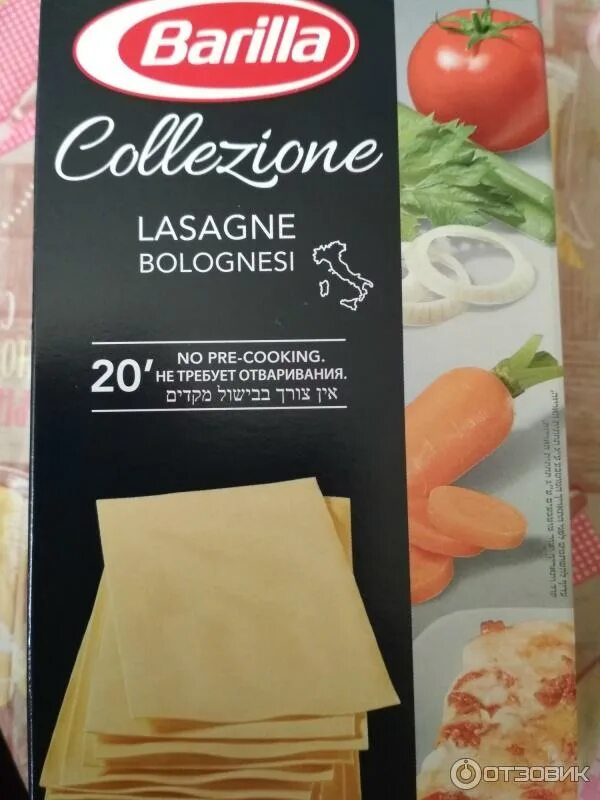 Barilla
Collezione
LASAGNE
BOLOGNESI
20’
NO PRE-COOKING.
НЕ ТРЕБУЕТ ОТВАРИВАНИЯ.
אין צורך בבישול מקדים
ОТЗОВИК